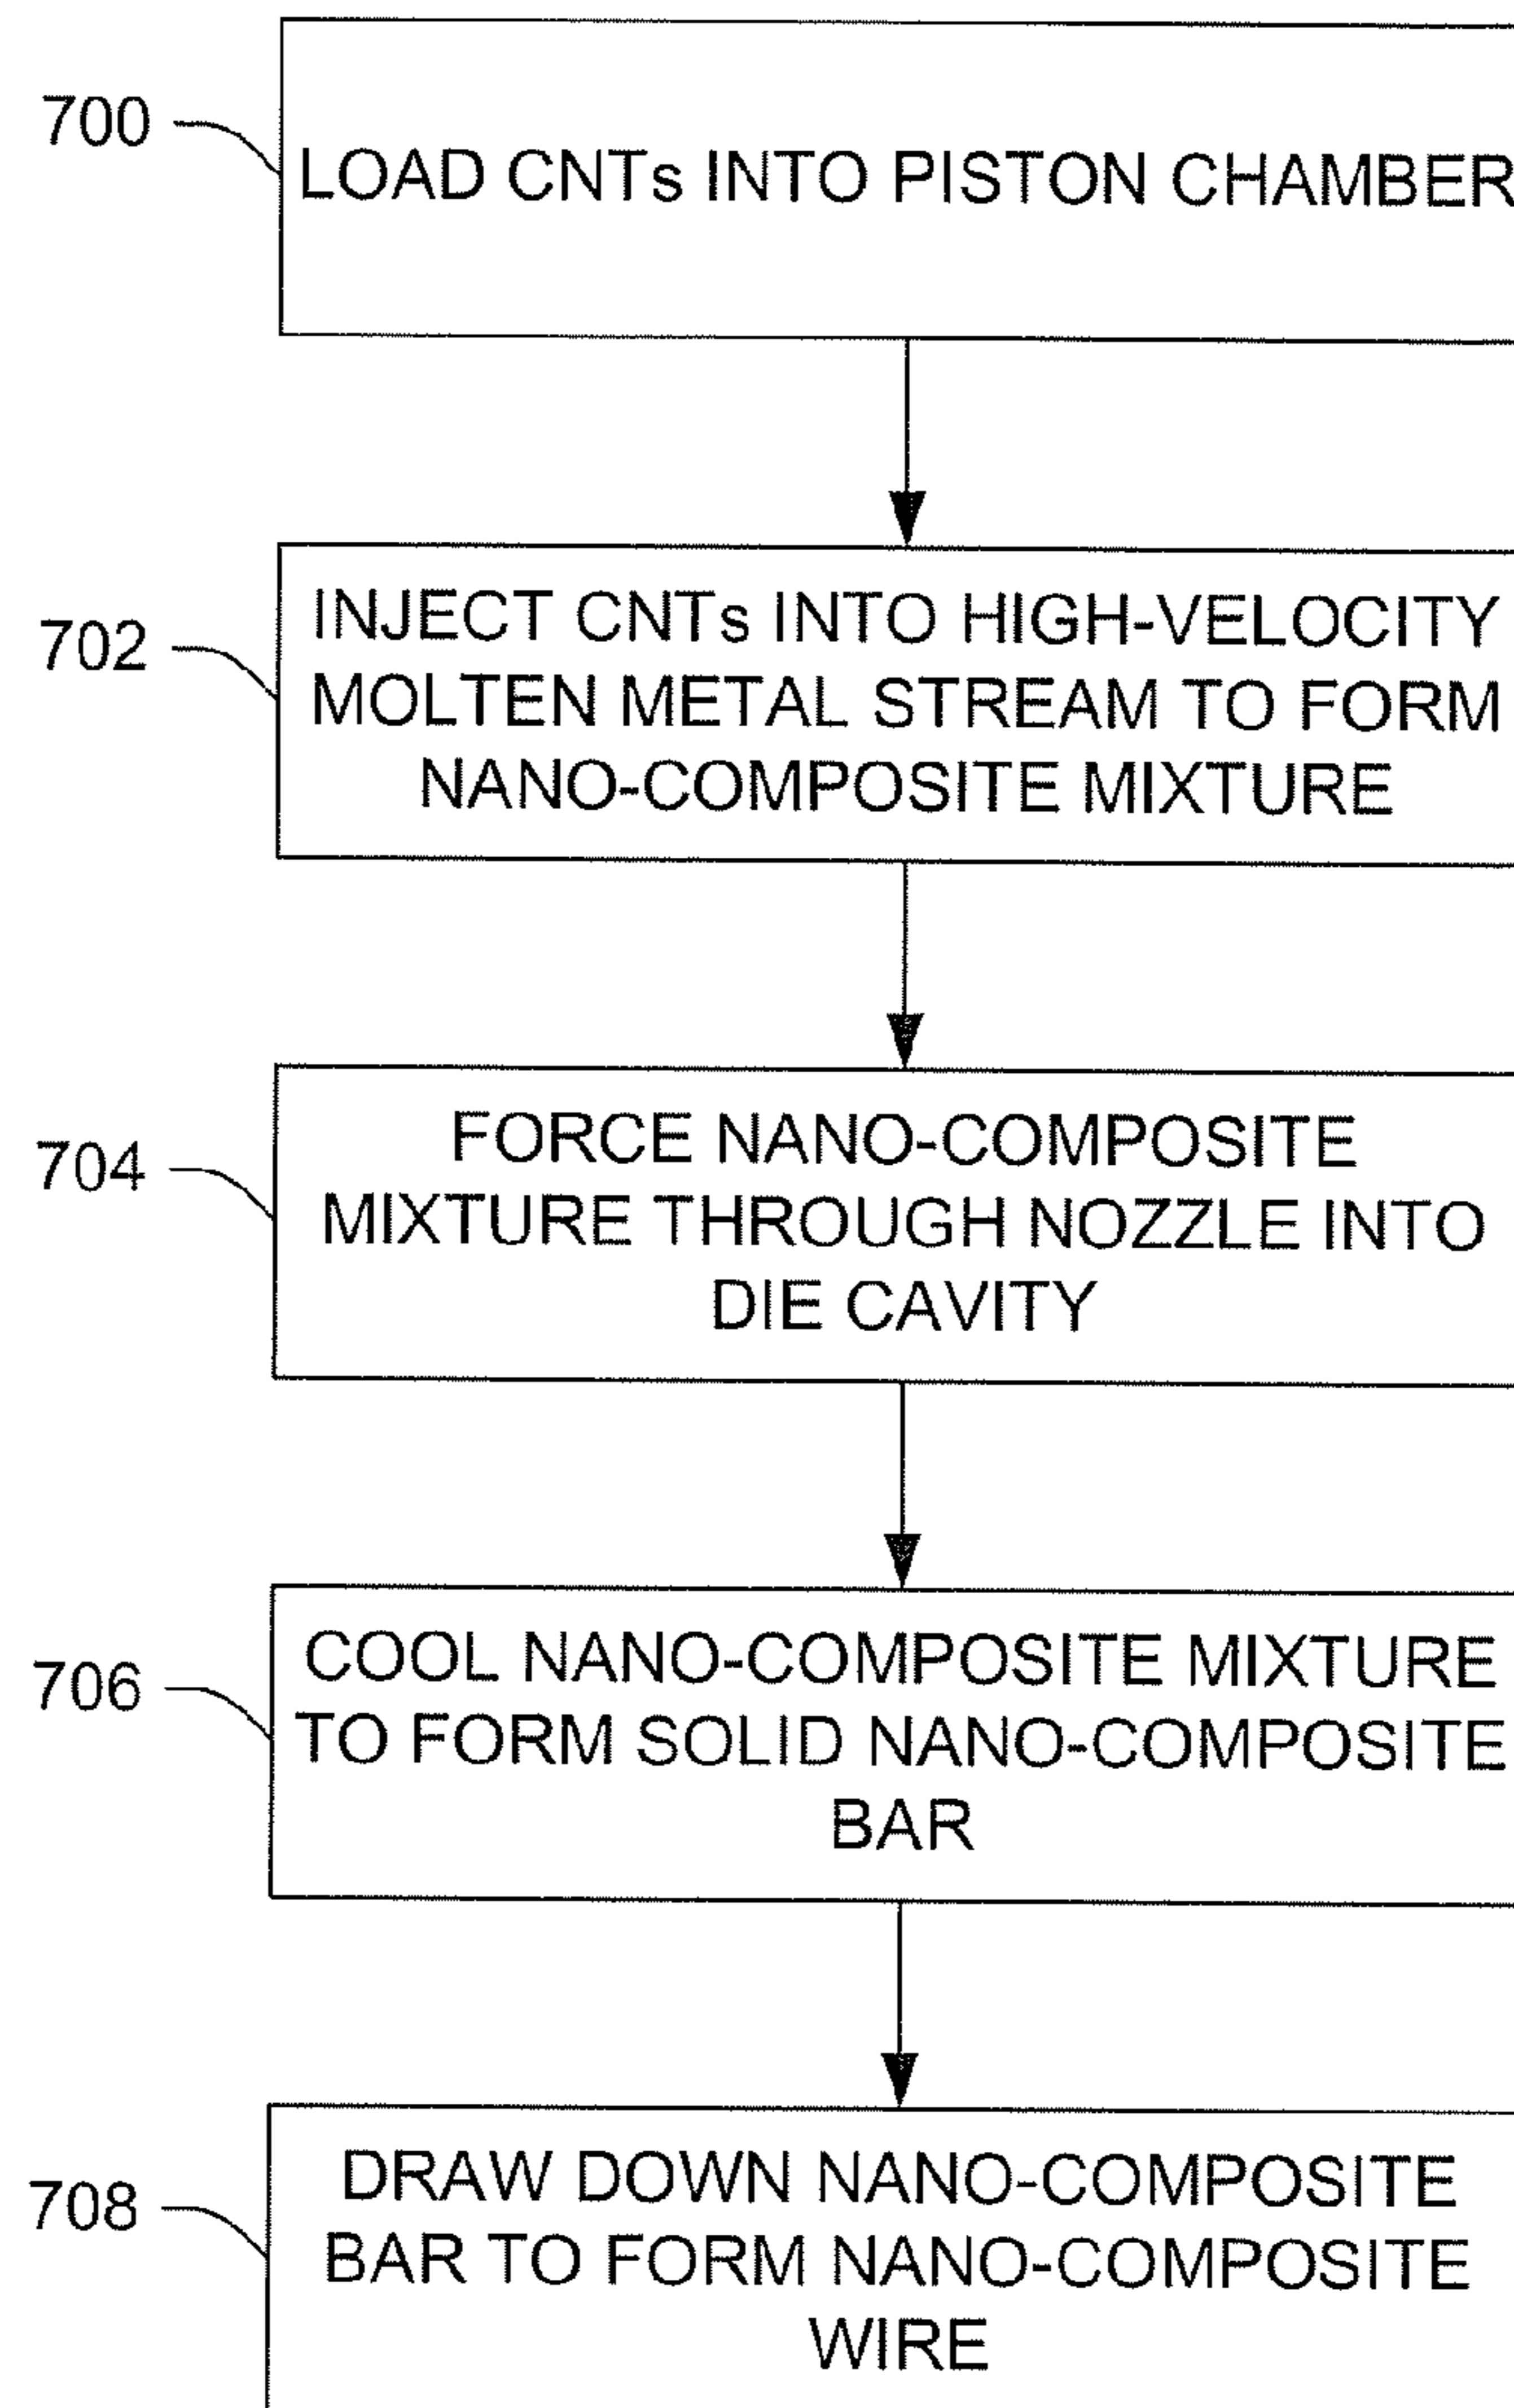 700
LOAD CNTs INTO PISTON CHAMBER
702
INJECT CNTs INTO HIGH-VELOCITY
MOLTEN METAL STREAM TO FORM
NANO-COMPOSITE MIXTURE
704
FORCE NANO-COMPOSITE
MIXTURE THROUGH NOZZLE INTO
DIE CAVITY
706
COOL NANO-COMPOSITE MIXTURE
TO FORM SOLID NANO-COMPOSITE
BAR
708
DRAW DOWN NANO-COMPOSITE
BAR TO FORM NANO-COMPOSITE
WIRE